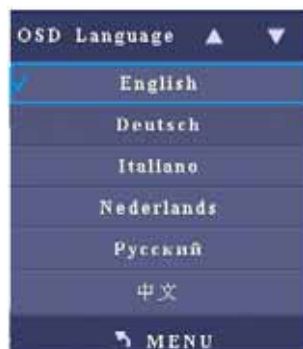 OSD Language
English
Deutsch
Italiano
Nederlands
Русский
中文
MENU